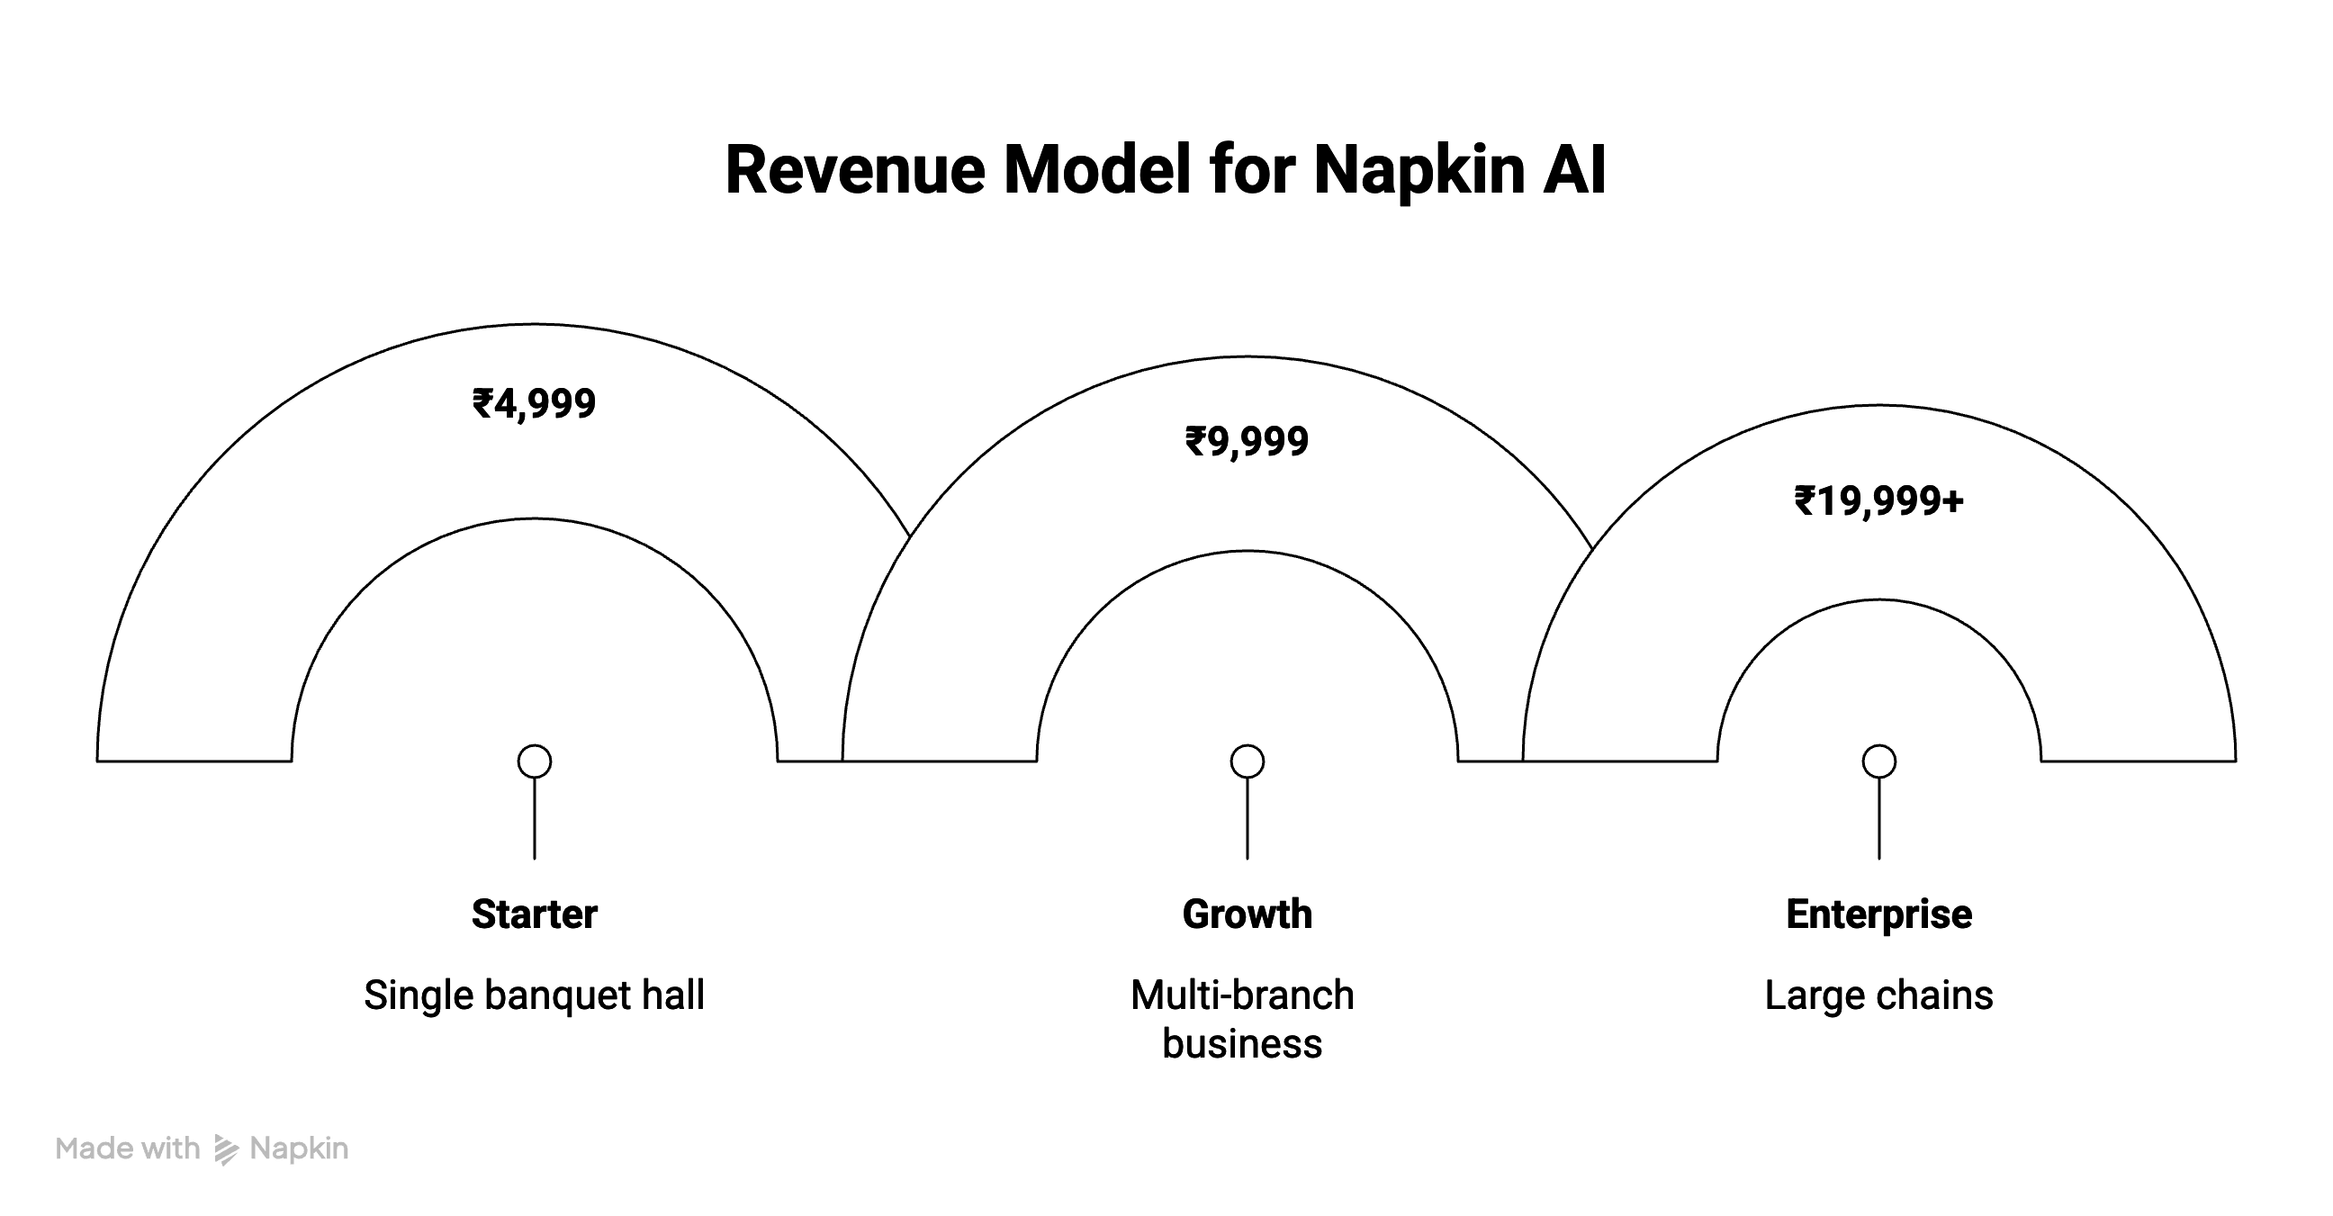 Revenue Model for Napkin AI
₹4,999
₹9,999
₹19,999+
Starter
Growth
Enterprise
Single banquet hall
Multi-branch
business
Large chains
Made with Napkin